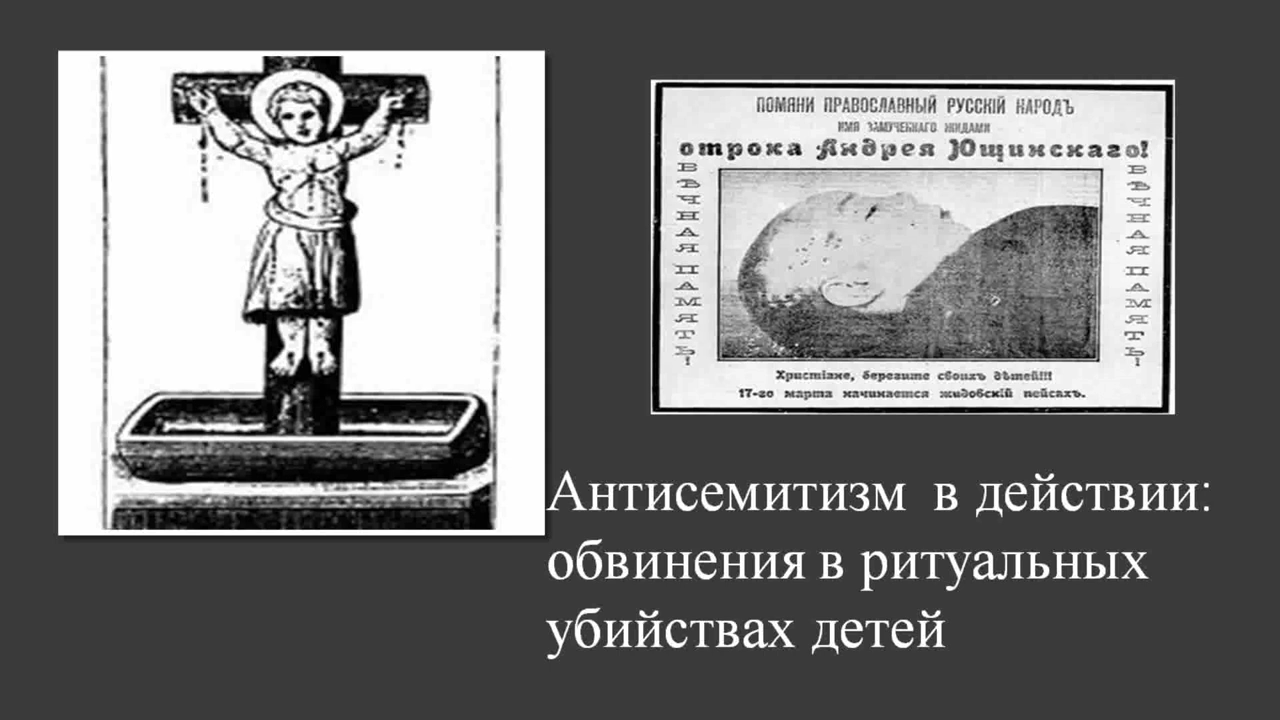 ПОМЯНИ ПРАВОСЛАВНЫЙ РУССКІЙ НАРОДЪ
ИМЯ ЗАМУЧЕННАГО ЖИДАМИ
отрока Андрея Ющинскаго!
ВѢЧНАЯ ПАМЯТЬ!
ВѢЧНАЯ ПАМЯТЬ!
Христіане, берегите своихъ дѣтей!!!
17-го марта начинается жидовскій пейсахъ.
Антисемитизм в действии:
обвинения в ритуальных
убийствах детей